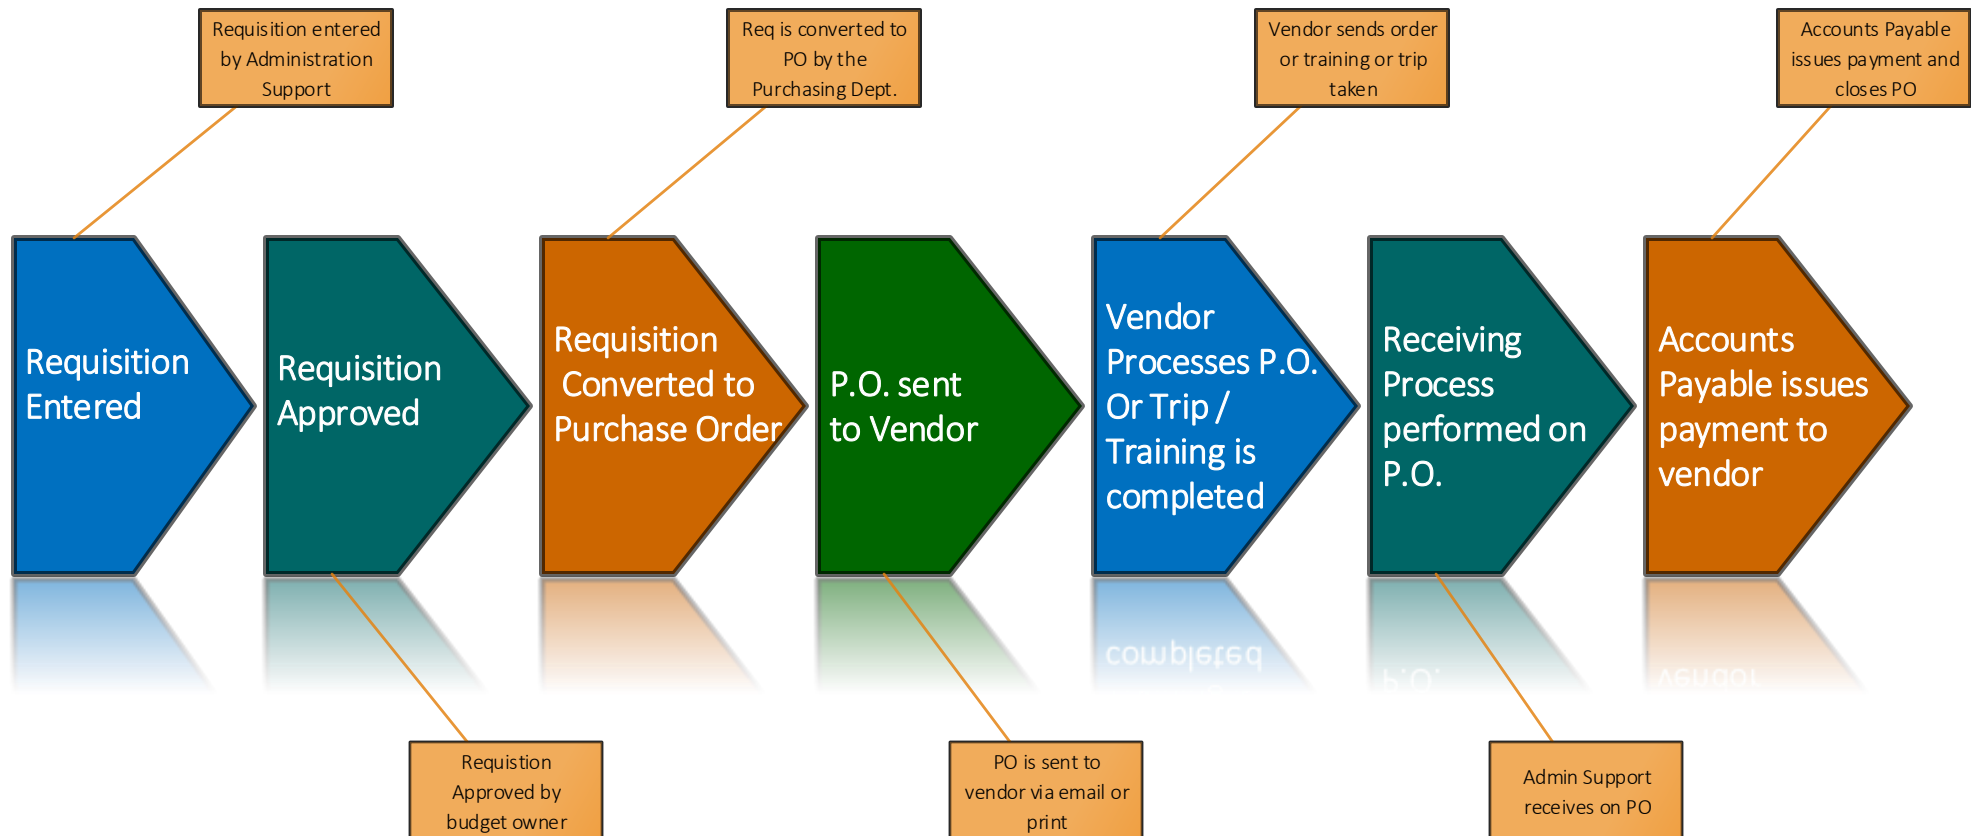 Requisition entered
by Administration
Support
Req is converted to
PO by the
Purchasing Dept.
Vendor sends order
or training or trip
taken
Accounts Payable
issues payment and
closes PO
Requisition
Entered
Requisition
Approved
Requisition
Converted to
Purchase Order
P.O. sent
to Vendor
Vendor
Processes P.O.
Or Trip /
Training is
completed
Receiving
Process
performed on
P.O.
Accounts
Payable issues
payment to
vendor
Requistion
Approved by
budget owner
PO is sent to
vendor via email or
print
Admin Support
receives on PO